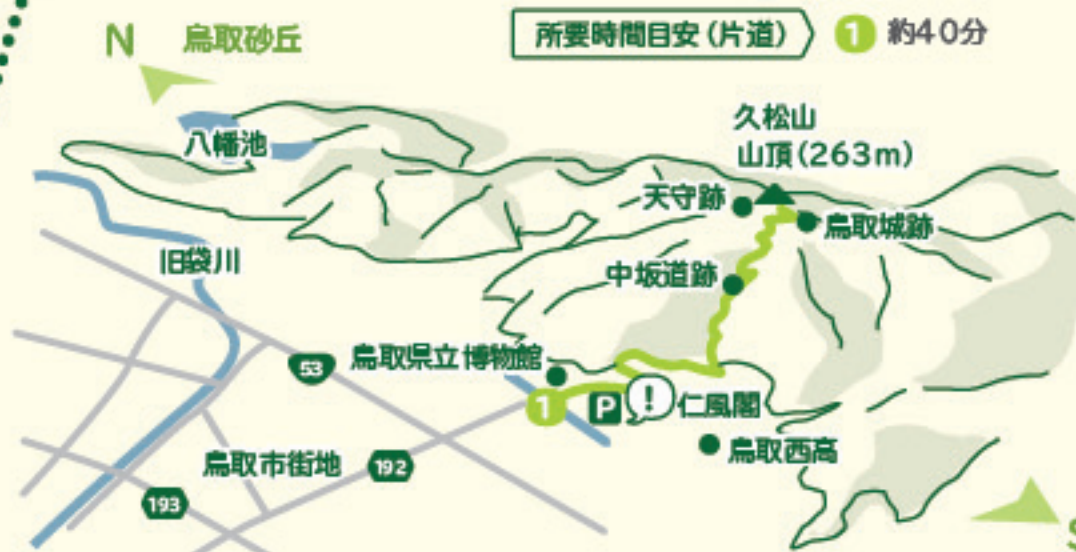 N
鳥取砂丘
所要時間目安(片道)
1 約40分
八幡池
久松山
山頂(263m)
天守跡
鳥取城跡
旧袋川
中坂道跡
53
鳥取県立博物館
1
P
!
仁風閣
鳥取西高
鳥取市街地
192
193
S